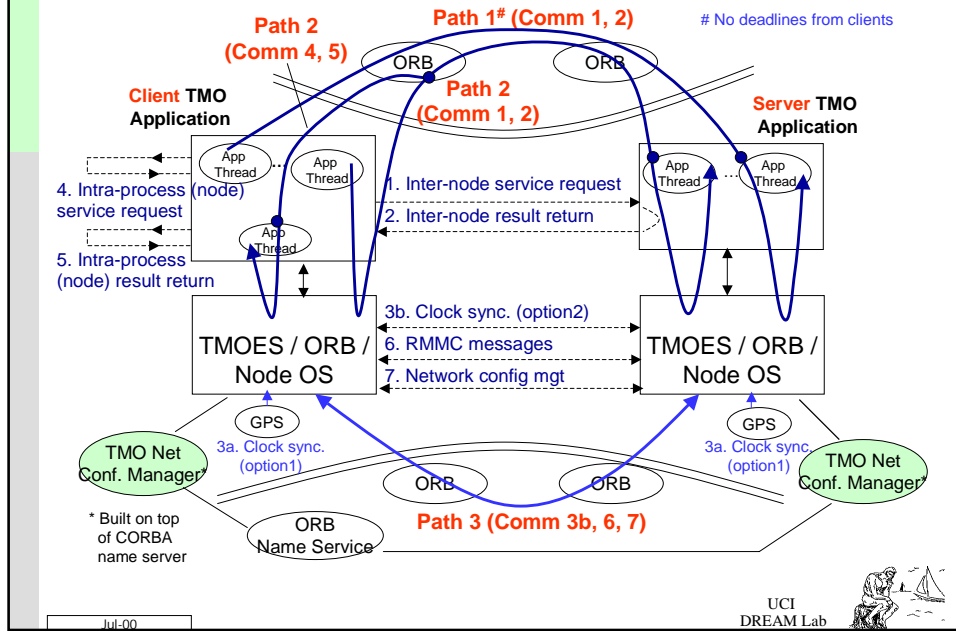 Path 1# (Comm 1, 2)
# No deadlines from clients
Path 2
(Comm 4, 5)
ORB
ORB
Path 2
(Comm 1, 2)
Client TMO
Application
Server TMO
Application
App
Thread
...
App
Thread
App
Thread
App
Thread
...
App
Thread
4. Intra-process (node)
service request
5. Intra-process
(node) result return
1. Inter-node service request
2. Inter-node result return
TMOES / ORB /
Node OS
3b. Clock sync. (option2)
6. RMMC messages
7. Network config mgt
TMOES / ORB /
Node OS
GPS
3a. Clock sync.
(option1)
GPS
3a. Clock sync.
(option1)
TMO Net
Conf. Manager*
TMO Net
Conf. Manager*
ORB
ORB
Path 3 (Comm 3b, 6, 7)
* Built on top
of CORBA
name server
ORB
Name Service
Jul-00
UCI
DREAM Lab